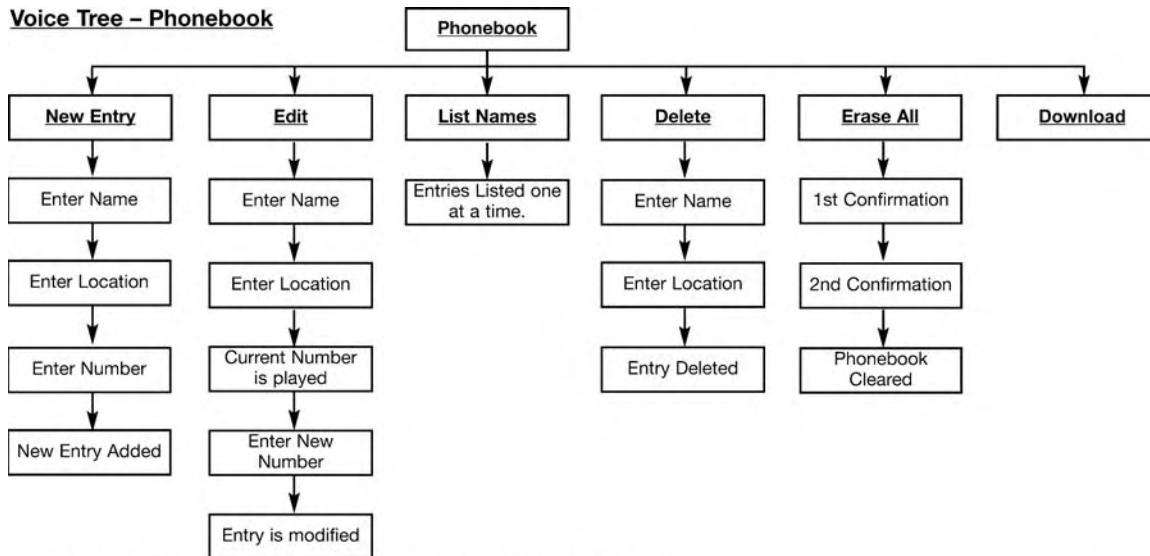 Voice Tree – Phonebook
Phonebook
New Entry
Edit
List Names
Delete
Erase All
Download
Enter Name
Enter Name
Entries Listed one
at a time.
Enter Name
1st Confirmation
Enter Location
Enter Location
Enter Location
2nd Confirmation
Enter Number
Current Number
is played
Entry Deleted
Phonebook
Cleared
New Entry Added
Enter New
Number
Entry is modified